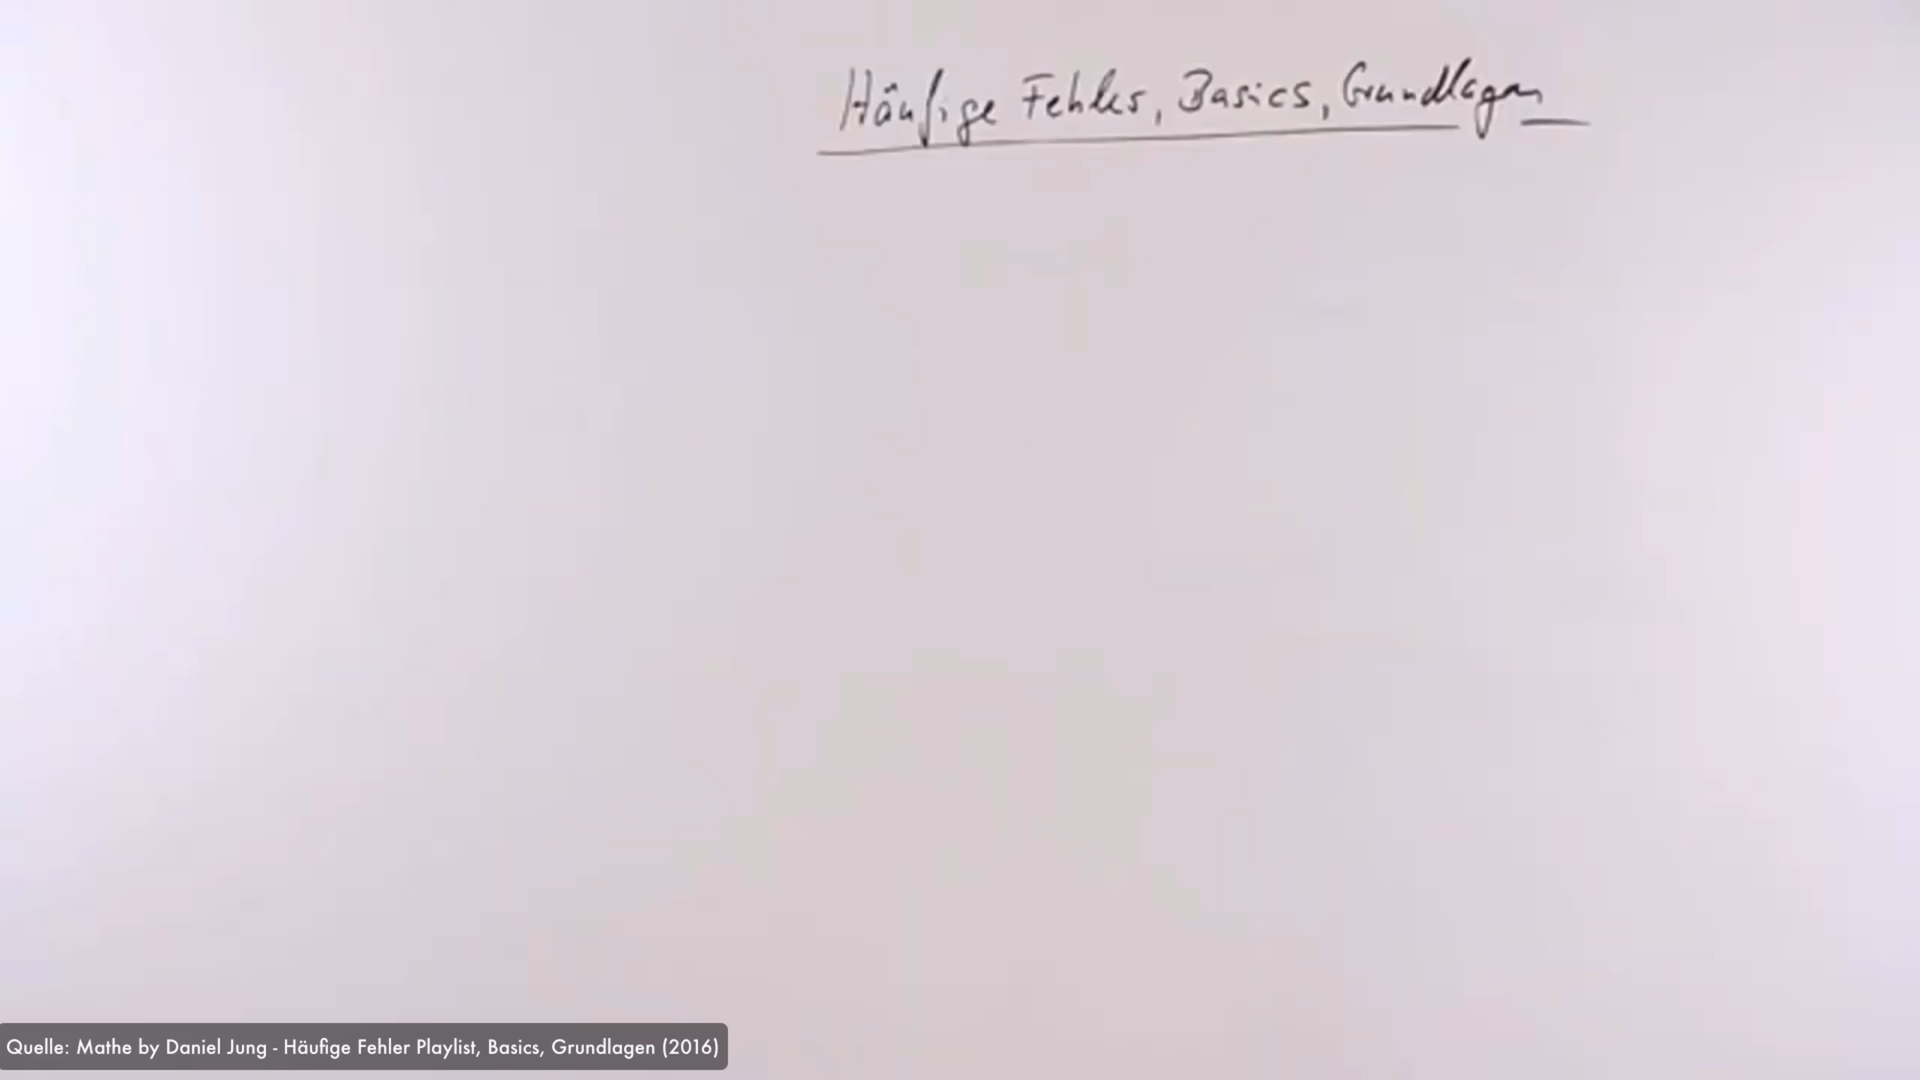 Häufige Fehler, Basics, Grundlagen
Quelle: Mathe by Daniel Jung - Häufige Fehler Playlist, Basics, Grundlagen (2016)